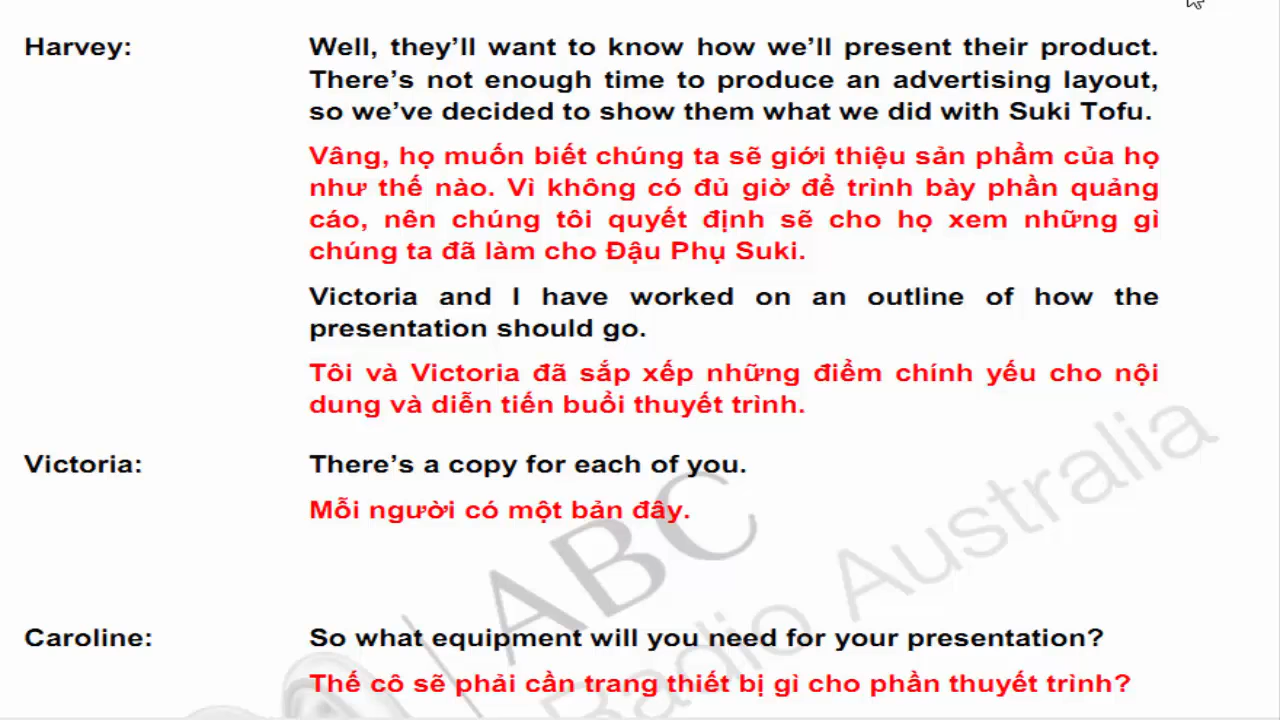 Harvey: Well, they'll want to know how we'll present their product.
There's not enough time to produce an advertising layout,
so we've decided to show them what we did with Suki Tofu.
Vâng, họ muốn biết chúng ta sẽ giới thiệu sản phẩm của họ
như thế nào. Vì không có đủ giờ để trình bày phần quảng
cáo, nên chúng tôi quyết định sẽ cho họ xem những gì
chúng ta đã làm cho Đậu Phụ Suki.
Victoria and I have worked on an outline of how the
presentation should go.
Tôi và Victoria đã sắp xếp những điểm chính yếu cho nội
dung và diễn tiến buổi thuyết trình.
Victoria: There's a copy for each of you.
Mỗi người có một bản đây.
Caroline: So what equipment will you need for your presentation?
Thế cô sẽ phải cần trang thiết bị gì cho phần thuyết trình?
ABC
Radio Australia